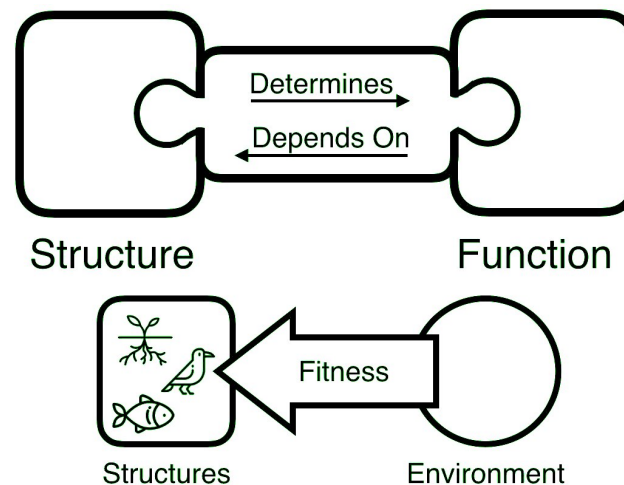 Determines
Depends On
Structure
Function
Fitness
Structures
Environment